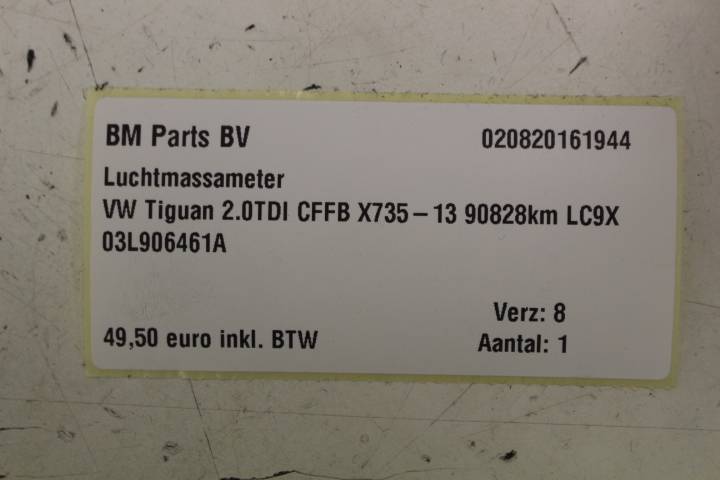 BM Parts BV 020820161944
Luchtmassameter
VW Tiguan 2.0TDI CFFB X735-13 90828km LC9X
03L906461A
Verz: 8
49,50 euro inkl. BTW Aantal: 1